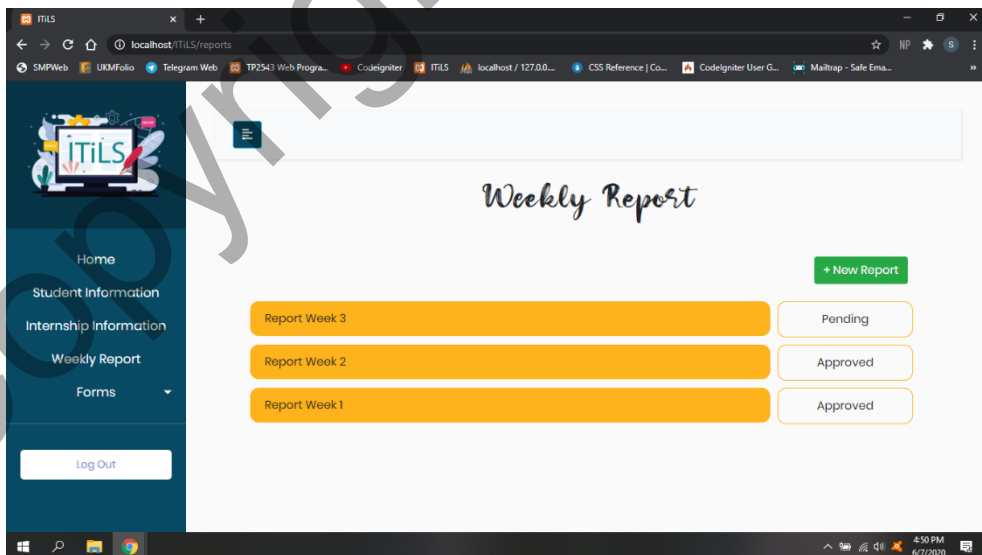 ITiLS
localhost/ITiLS/reports
NP
S
SMPWeb UKMFolio Telegram Web TP2543 Web Progra... Codeigniter ITiLS localhost / 127.0.0.... CSS Reference | Co... CodeIgniter User G... Mailtrap - Safe Ema...
ITiLS
Weekly Report
Home
Student Information
Internship Information
Weekly Report
Forms
Log Out
+ New Report
Report Week 3 Pending
Report Week 2 Approved
Report Week 1 Approved
4:50 PM
6/7/2020